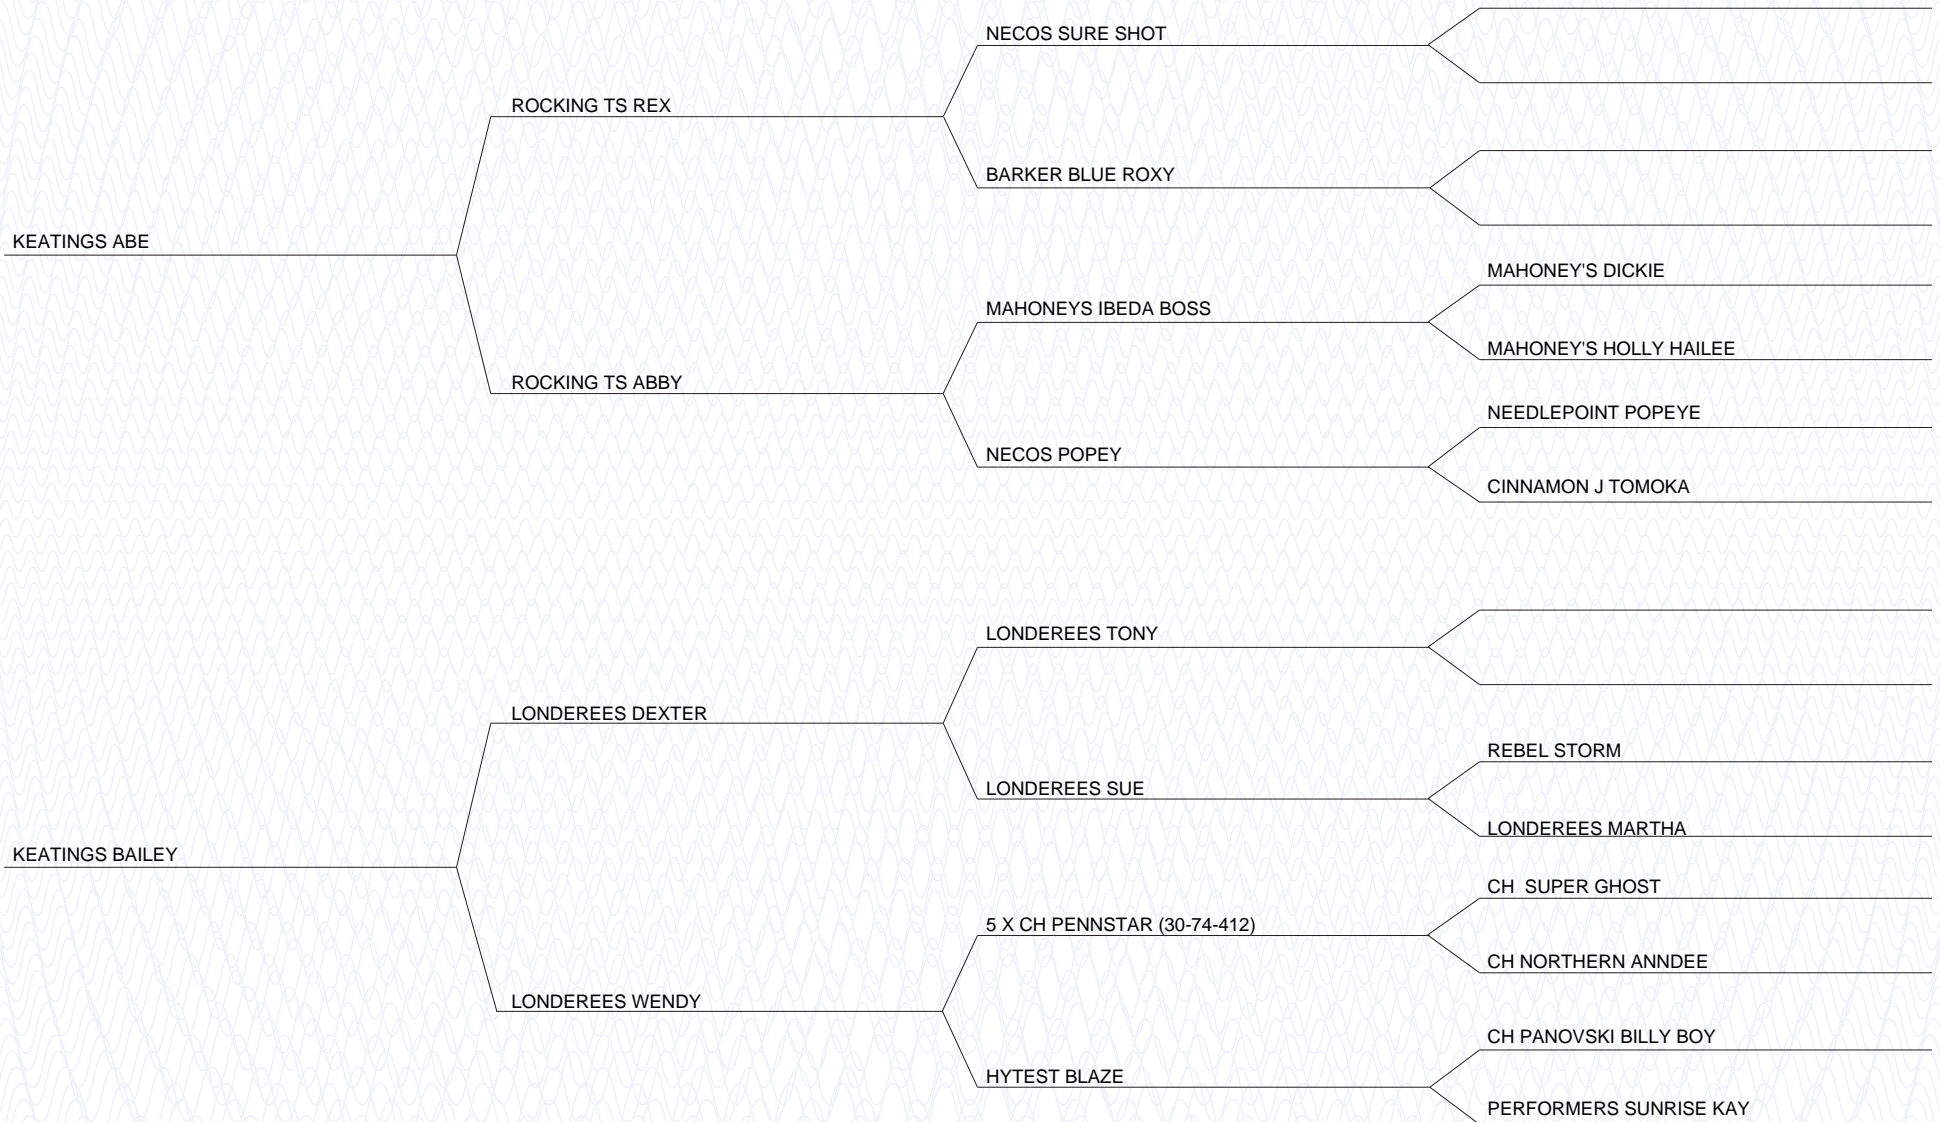 NECOS SURE SHOT
ROCKING TS REX
BARKER BLUE ROXY
KEATINGS ABE
MAHONEY'S DICKIE
MAHONEYS IBEDA BOSS
MAHONEY'S HOLLY HAILEE
ROCKING TS ABBY
NEEDLEPOINT POPEYE
NECOS POPEY
CINNAMON J TOMOKA
LONDEREES TONY
LONDEREES DEXTER
REBEL STORM
LONDEREES SUE
LONDEREES MARTHA
KEATINGS BAILEY
CH  SUPER GHOST
5 X CH PENNSTAR (30-74-412)
CH NORTHERN ANNDEE
LONDEREES WENDY
CH PANOVSKI BILLY BOY
HYTEST BLAZE
PERFORMERS SUNRISE KAY